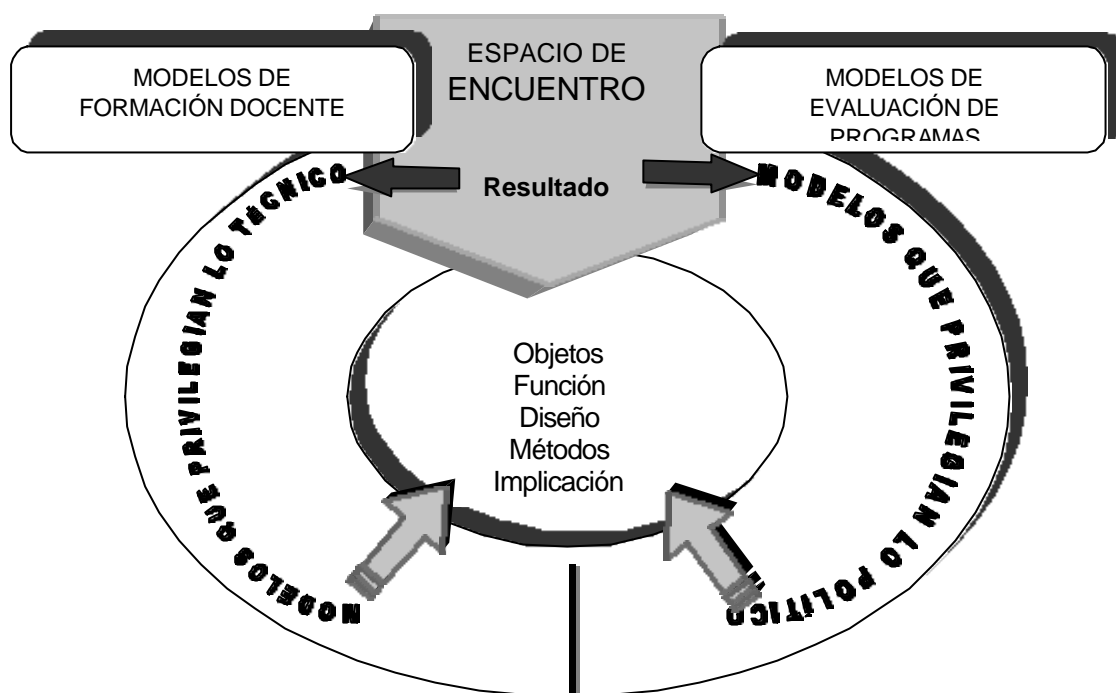 ESPACIO DE
ENCUENTRO
MODELOS DE
FORMACIÓN DOCENTE
MODELOS DE
EVALUACIÓN DE
PROGRAMAS
Resultado
MODELOS QUE PRIVILEGIAN LO TÉCNICO
MODELOS QUE PRIVILEGIAN LO POLÍTICO
Objetos
Función
Diseño
Métodos
Implicación